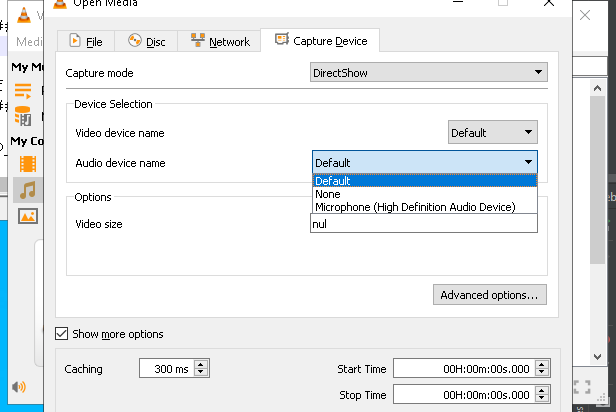 Open Media
Medi
File
Disc
Network
Capture Device
My M
Capture mode
DirectShow
Device Selection
Video device name
Default
My Co
Audio device name
Default
Default
None
Microphone (High Definition Audio Device)
Options
Video size
nul
Advanced options...
Show more options
Caching
300 ms
Start Time
00H:00m:00s.000
Stop Time
00H:00m:00s.000